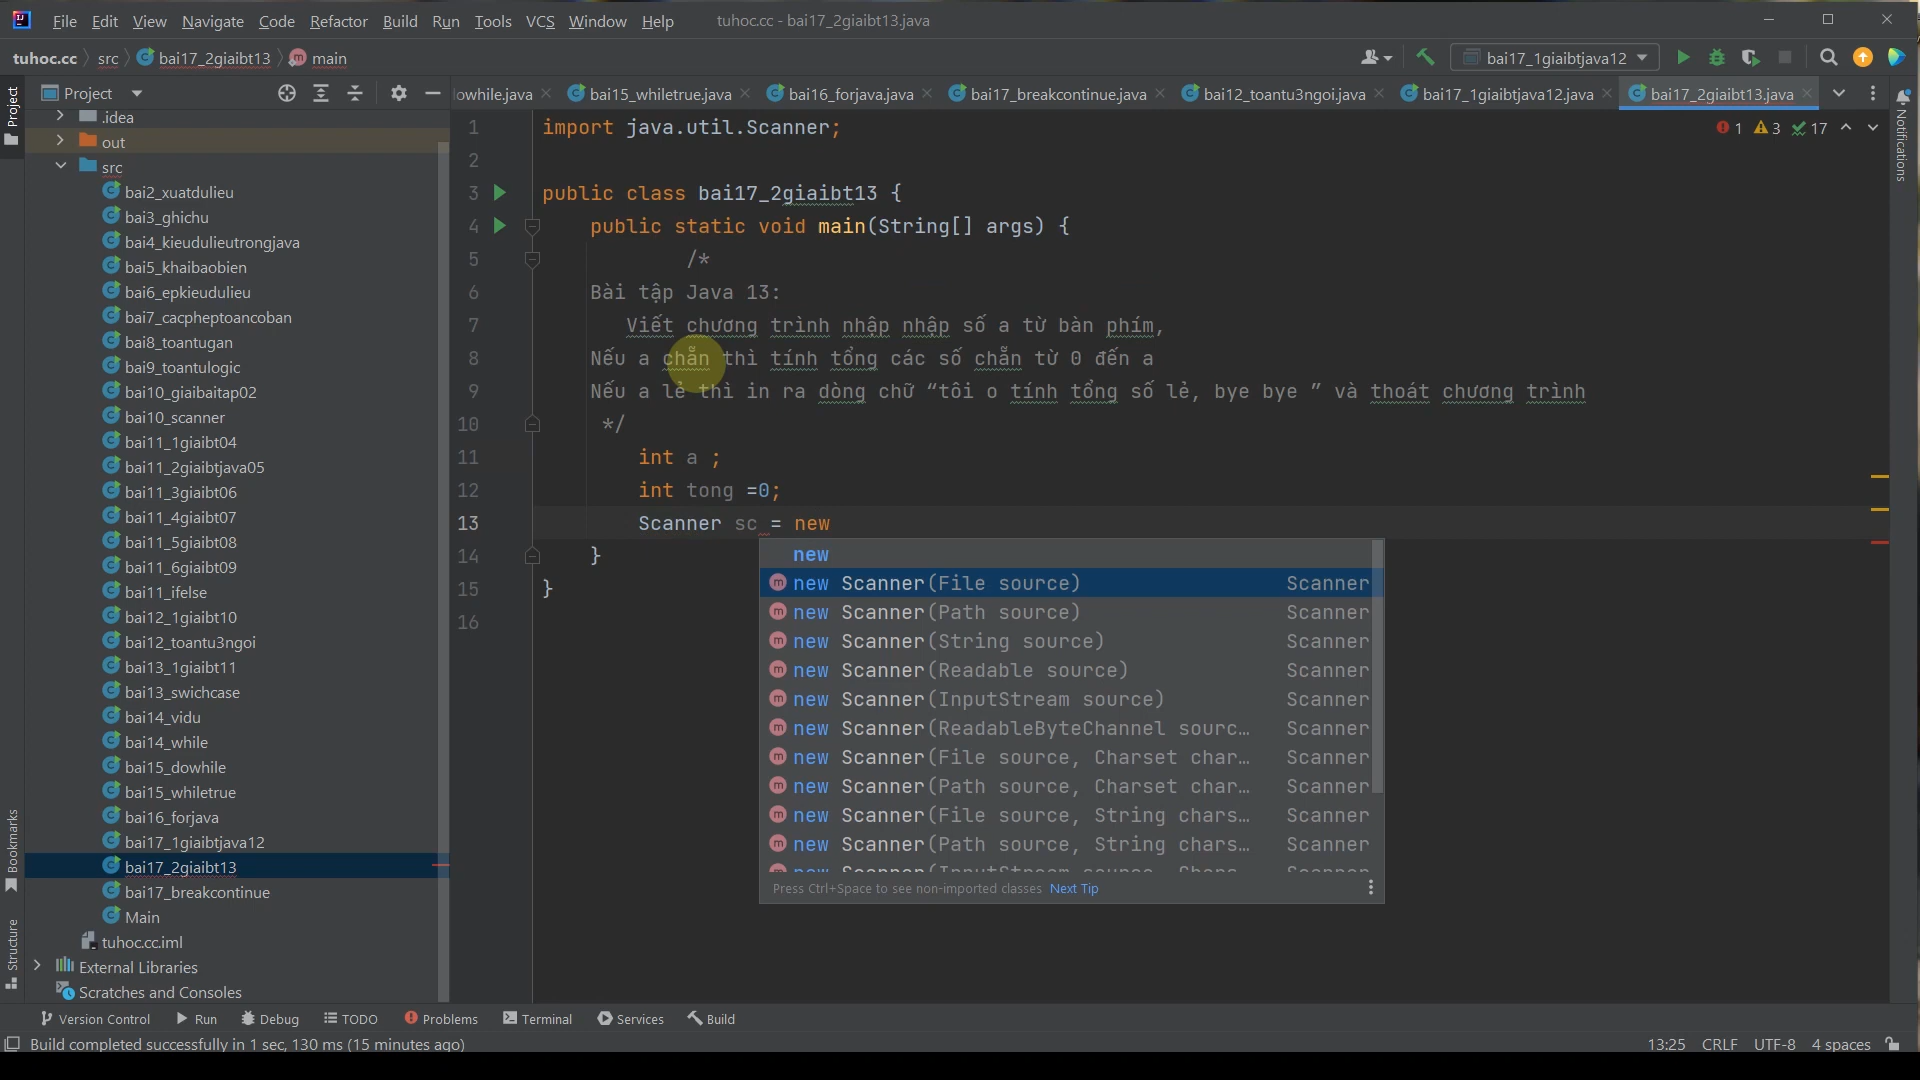 File Edit View Navigate Code Refactor Build Run Tools VCS Window Help tuhoc.cc - bai17_2giaibt13.java
tuhoc.cc src bai17_2giaibt13 main bai17_1giaibtjava12
Project
Project
owhile.java bai15_whiletrue.java bai16_forjava.java bai17_breakcontinue.java bai12_toantu3ngoi.java bai17_1giaibtjava12.java bai17_2giaibt13.java
Notifications
.idea
out
src
bai2_xuatdulieu
bai3_ghichu
bai4_kieudulieutrongjava
bai5_khaibaobien
bai6_epkieudulieu
bai7_cacpheptoancoban
bai8_toantugan
bai9_toantulogic
bai10_giaibaitap02
bai10_scanner
bai11_1giaibt04
bai11_2giaibtjava05
bai11_3giaibt06
bai11_4giaibt07
bai11_5giaibt08
bai11_6giaibt09
bai11_ifelse
bai12_1giaibt10
bai12_toantu3ngoi
bai13_1giaibt11
bai13_swichcase
bai14_vidu
bai14_while
bai15_dowhile
bai15_whiletrue
bai16_forjava
bai17_1giaibtjava12
bai17_2giaibt13
bai17_breakcontinue
Main
tuhoc.cc.iml
External Libraries
Scratches and Consoles
Bookmarks
Structure
1 import java.util.Scanner;
1 3 17
2
3 public class bai17_2giaibt13 {
4 public static void main(String[] args) {
5 /*
6 Bài tập Java 13:
7 Viết chương trình nhập nhập số a từ bàn phím,
8 Nếu a chẵn thì tính tổng các số chẵn từ 0 đến a
9 Nếu a lẻ thì in ra dòng chữ “tôi o tính tổng số lẻ, bye bye ” và thoát chương trình
10 */
11 int a ;
12 int tong =0;
13 Scanner sc = new
14 }
15 }
16
new
new Scanner(File source) Scanner
new Scanner(Path source) Scanner
new Scanner(String source) Scanner
new Scanner(Readable source) Scanner
new Scanner(InputStream source) Scanner
new Scanner(ReadableByteChannel sourc… Scanner
new Scanner(File source, Charset char… Scanner
new Scanner(Path source, Charset char… Scanner
new Scanner(File source, String chars… Scanner
new Scanner(Path source, String chars… Scanner
Press Ctrl+Space to see non-imported classes Next Tip
Version Control Run Debug TODO Problems Terminal Services Build
Build completed successfully in 1 sec, 130 ms (15 minutes ago) 13:25 CRLF UTF-8 4 spaces